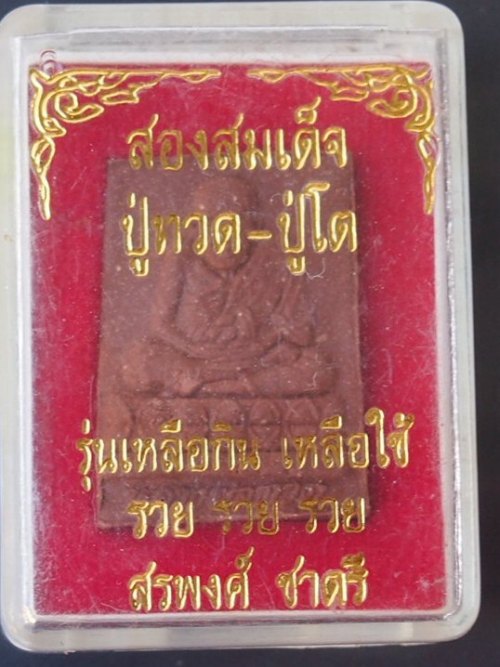 สองสมเด็จ
ปู่ทวด-ปู่โต
รุ่นเหลือกิน เหลือใช้
รวย รวย รวย
สรพงศ์ ชาตรี